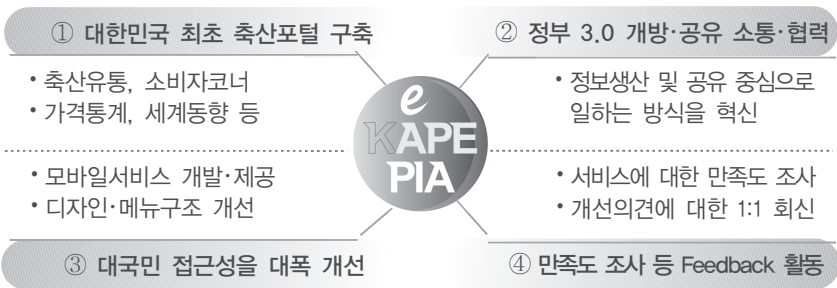 ① 대한민국 최초 축산포털 구축
② 정부 3.0 개방·공유 소통·협력
• 축산유통, 소비자코너
• 가격통계, 세계동향 등
• 정보생산 및 공유 중심으로
일하는 방식을 혁신
e
KAPE
PIA
• 모바일서비스 개발·제공
• 디자인·메뉴구조 개선
• 서비스에 대한 만족도 조사
• 개선의견에 대한 1:1 회신
③ 대국민 접근성을 대폭 개선
④ 만족도 조사 등 Feedback 활동